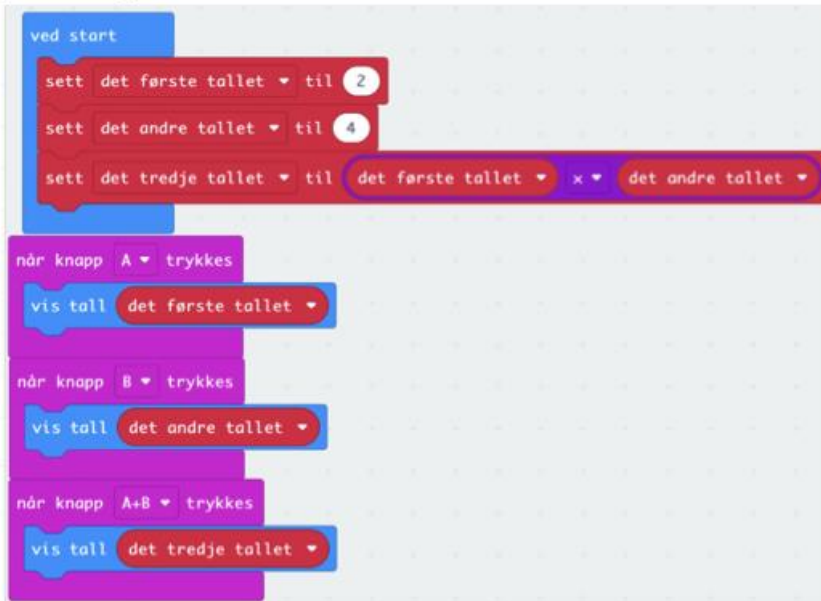 ved start
sett det første tallet til 2
sett det andre tallet til 4
sett det tredje tallet til det første tallet × det andre tallet
når knapp A trykkes
vis tall det første tallet
når knapp B trykkes
vis tall det andre tallet
når knapp A+B trykkes
vis tall det tredje tallet